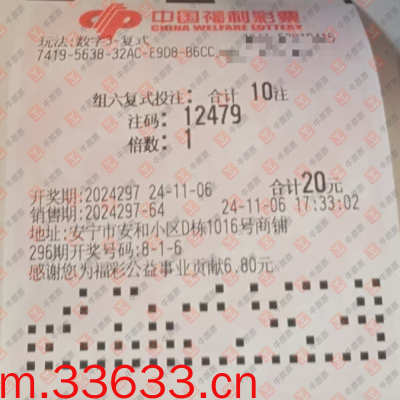 中国福利彩票
CHINA WELFARE LOTTERY
玩法:数字3-复式
7419-5638-32AC-E9D8-B6CC
组六复式投注: 合计 10注
注码: 12479
倍数: 1
开奖期:2024297 24-11-06 合计20元
销售期:2024297-64 24-11-06 17:33:02
地址:安宁市安和小区D栋1016号商铺
296期开奖号码:8-1-6
感谢您为福彩公益事业贡献6.80元
m.33633.cn